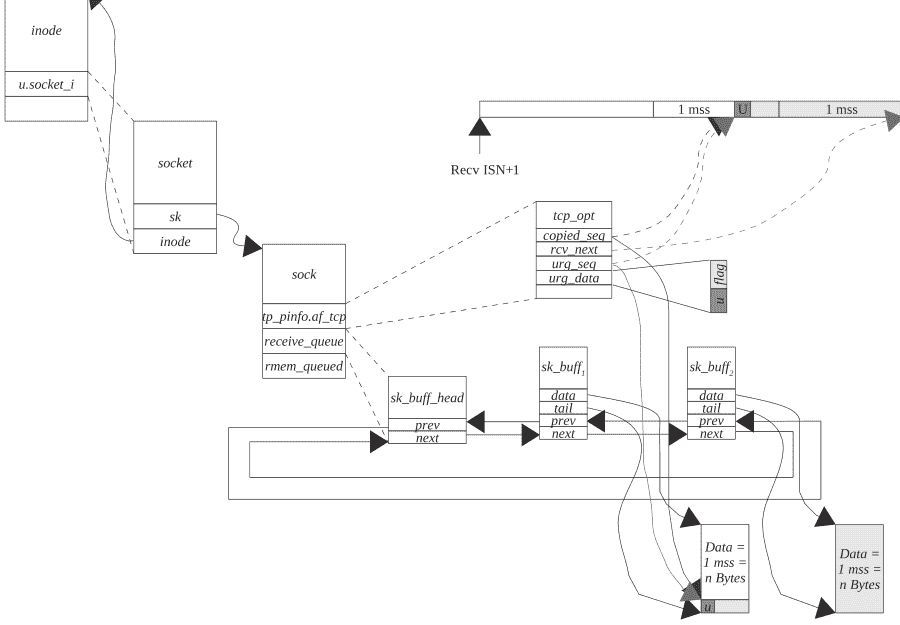 inode
u.socket_i
socket
sk
inode
1 mss
U
1 mss
Recv ISN+1
tcp_opt
copied_seq
rcv_next
urg_seq
urg_data
flag
u
sock
tp_pinfo.af_tcp
receive_queue
rmem_queued
sk_buff_head
prev
next
sk_buff1
data
tail
prev
next
sk_buff2
data
tail
prev
next
Data =
1 mss =
n Bytes
u
Data =
1 mss =
n Bytes